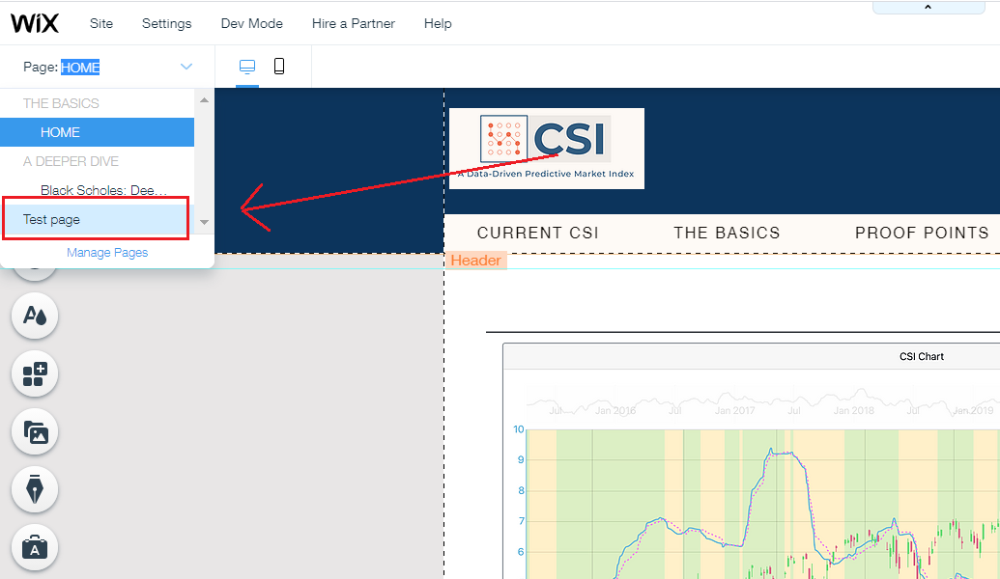 WiX Site Settings Dev Mode Hire a Partner Help
Page: HOME
THE BASICS
HOME
A DEEPER DIVE
Black Scholes: Dee...
Test page
Manage Pages
CSI
A Data-Driven Predictive Market Index
CURRENT CSI THE BASICS PROOF POINTS
Header
CSI Chart
Jul Jan 2016 Jul Jan 2017 Jul Jan 2018 Jul Jan 2019
10
9
8
7
6
A
A